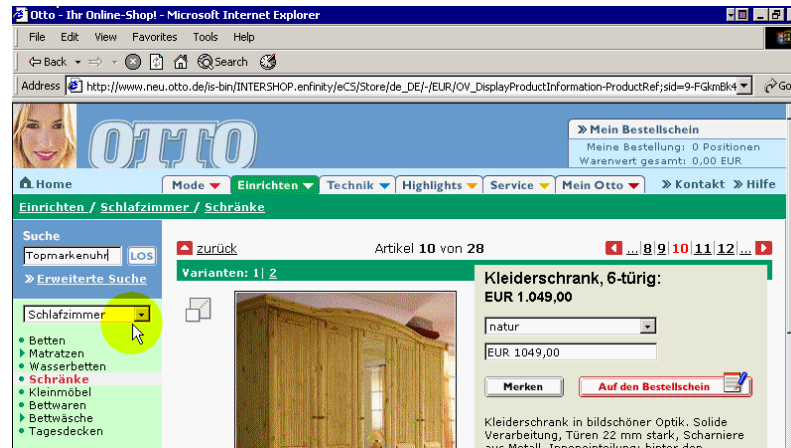 Otto - Ihr Online-Shop! - Microsoft Internet Explorer
File Edit View Favorites Tools Help
Back Search
Address http://www.neu.otto.de/is-bin/INTERSHOP.enfinity/eCS/Store/de_DE/-/EUR/OV_DisplayProductInformation-ProductRef;sid=9-FGkmBk4 Go
OTTO
» Mein Bestellschein
Meine Bestellung: 0 Positionen
Warenwert gesamt: 0,00 EUR
Home Mode Einrichten Technik Highlights Service Mein Otto » Kontakt » Hilfe
Einrichten / Schlafzimmer / Schränke
Suche
Topmarkenuhr LOS
» Erweiterte Suche
Schlafzimmer
Betten
Matratzen
Wasserbetten
Schränke
Kleinmöbel
Bettwaren
Bettwäsche
Tagesdecken
zurück Artikel 10 von 28 ...|8|9|10|11|12|...
Varianten: 1| 2
Kleiderschrank, 6-türig:
EUR 1.049,00
natur
EUR 1049,00
Merken Auf den Bestellschein
Kleiderschrank in bildschöner Optik. Solide
Verarbeitung, Türen 22 mm stark, Scharniere
aus Metall. Inneneinteilung: hinter den